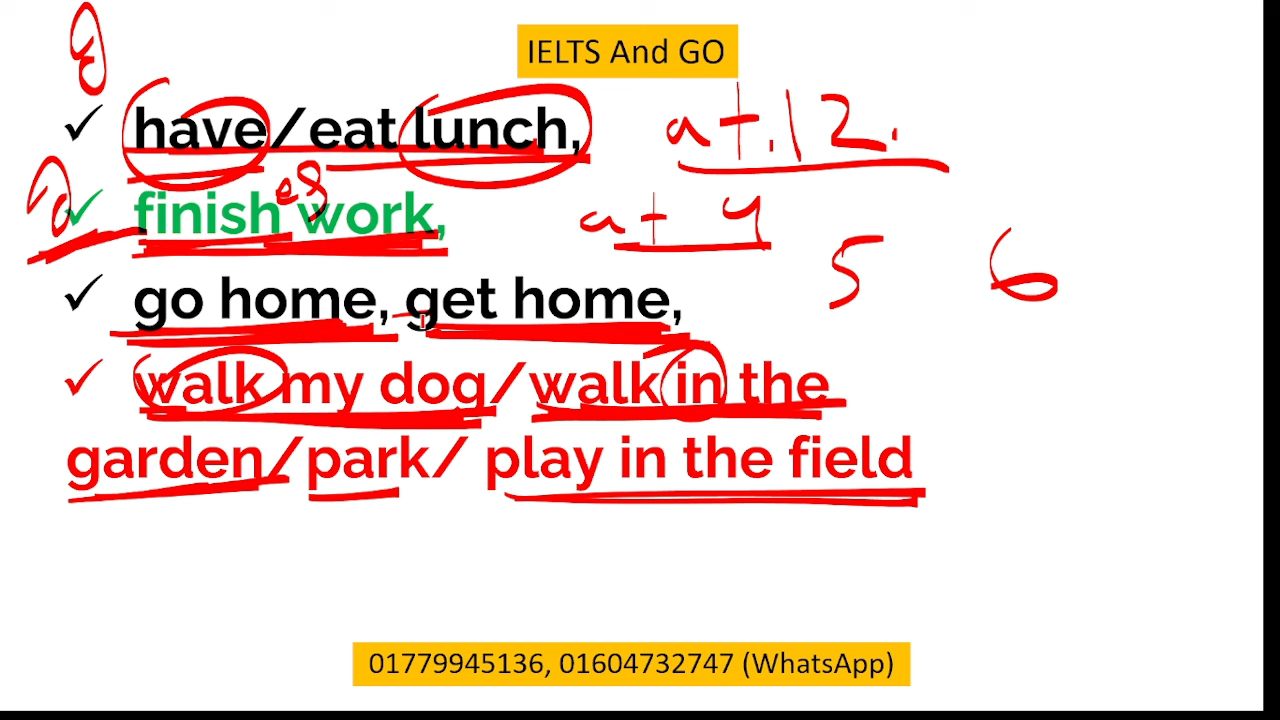 IELTS And GO
✓ have/eat lunch, at 12.
✓ finish es work, at 4 5 6
✓ go home, get home,
✓ walk my dog/walk in the
garden/park/ play in the field
01779945136, 01604732747 (WhatsApp)